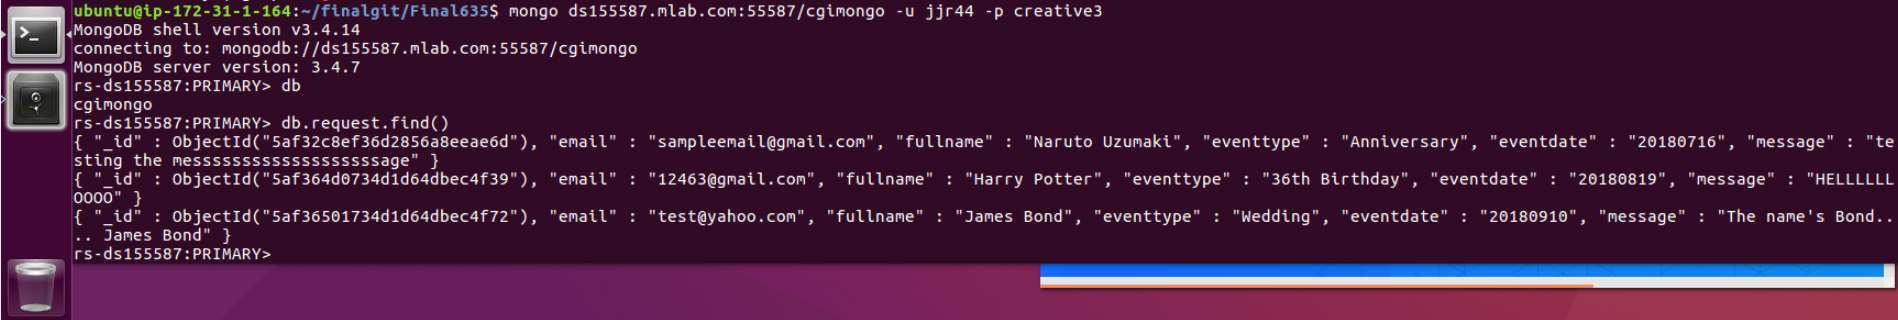 ubuntu@ip-172-31-1-164:~/finalgit/Final635$ mongo ds155587.mlab.com:55587/cgimongo -u jjr44 -p creative3
MongoDB shell version v3.4.14
connecting to: mongodb://ds155587.mlab.com:55587/cgimongo
MongoDB server version: 3.4.7
rs-ds155587:PRIMARY> db
cgimongo
rs-ds155587:PRIMARY> db.request.find()
{ "_id" : ObjectId("5af32c8ef36d2856a8eeae6d"), "email" : "sampleemail@gmail.com", "fullname" : "Naruto Uzumaki", "eventtype" : "Anniversary", "eventdate" : "20180716", "message" : "te
sting the messssssssssssssssssssage" }
{ "_id" : ObjectId("5af364d0734d1d64dbec4f39"), "email" : "12463@gmail.com", "fullname" : "Harry Potter", "eventtype" : "36th Birthday", "eventdate" : "20180819", "message" : "HELLLLLL
OOOO" }
{ "_id" : ObjectId("5af36501734d1d64dbec4f72"), "email" : "test@yahoo.com", "fullname" : "James Bond", "eventtype" : "Wedding", "eventdate" : "20180910", "message" : "The name's Bond..
.. James Bond" }
rs-ds155587:PRIMARY>